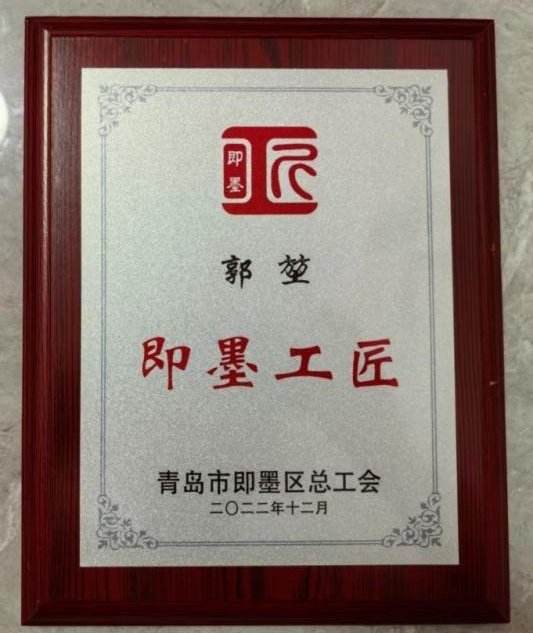 即墨
工匠
郭堃
即墨工匠
青岛市即墨区总工会
二〇二二年十二月